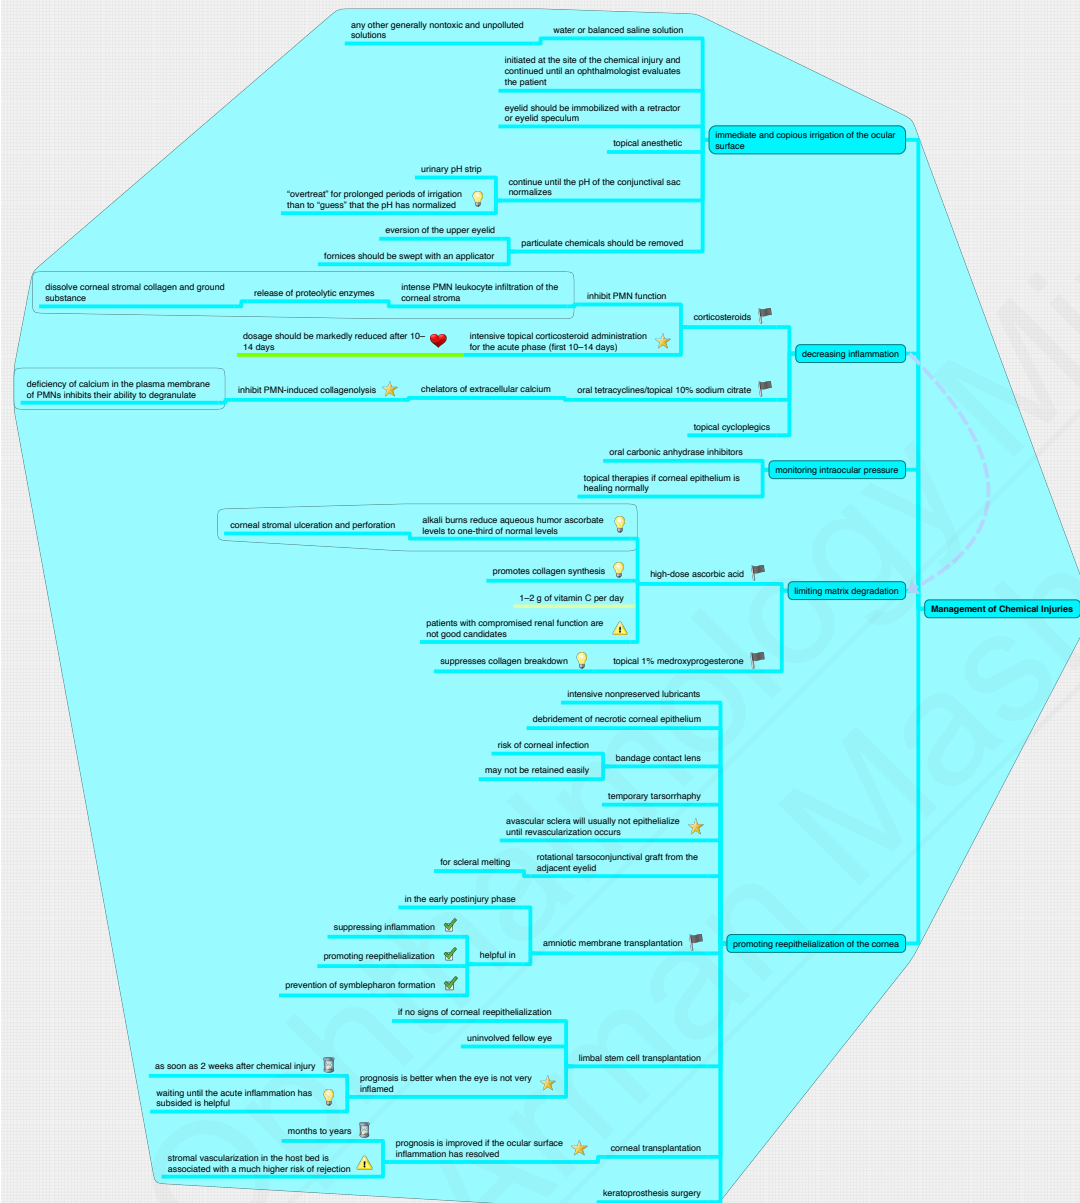 any other generally nontoxic and unpolluted
solutions
water or balanced saline solution
initiated at the site of the chemical injury and
continued until an ophthalmologist evaluates
the patient
eyelid should be immobilized with a retractor
or eyelid speculum
immediate and copious irrigation of the ocular
surface
topical anesthetic
urinary pH strip
continue until the pH of the conjunctival sac
normalizes
“overtreat” for prolonged periods of irrigation
than to “guess” that the pH has normalized
eversion of the upper eyelid
particulate chemicals should be removed
fornices should be swept with an applicator
dissolve corneal stromal collagen and ground
substance
release of proteolytic enzymes
intense PMN leukocyte infiltration of the
corneal stroma
inhibit PMN function
corticosteroids
dosage should be markedly reduced after 10–
14 days
intensive topical corticosteroid administration
for the acute phase (first 10–14 days)
decreasing inflammation
deficiency of calcium in the plasma membrane
of PMNs inhibits their ability to degranulate
inhibit PMN-induced collagenolysis
chelators of extracellular calcium
oral tetracyclines/topical 10% sodium citrate
topical cycloplegics
oral carbonic anhydrase inhibitors
monitoring intraocular pressure
topical therapies if corneal epithelium is
healing normally
corneal stromal ulceration and perforation
alkali burns reduce aqueous humor ascorbate
levels to one-third of normal levels
promotes collagen synthesis
high-dose ascorbic acid
limiting matrix degradation
1–2 g of vitamin C per day
Management of Chemical Injuries
patients with compromised renal function are
not good candidates
suppresses collagen breakdown
topical 1% medroxyprogesterone
intensive nonpreserved lubricants
debridement of necrotic corneal epithelium
risk of corneal infection
bandage contact lens
may not be retained easily
temporary tarsorrhaphy
avascular sclera will usually not epithelialize
until revascularization occurs
for scleral melting
rotational tarsoconjunctival graft from the
adjacent eyelid
in the early postinjury phase
suppressing inflammation
amniotic membrane transplantation
promoting reepithelialization of the cornea
promoting reepithelialization
helpful in
prevention of symblepharon formation
if no signs of corneal reepithelialization
uninvolved fellow eye
limbal stem cell transplantation
as soon as 2 weeks after chemical injury
prognosis is better when the eye is not very
inflamed
waiting until the acute inflammation has
subsided is helpful
months to years
prognosis is improved if the ocular surface
inflammation has resolved
corneal transplantation
stromal vascularization in the host bed is
associated with a much higher risk of rejection
keratoprosthesis surgery